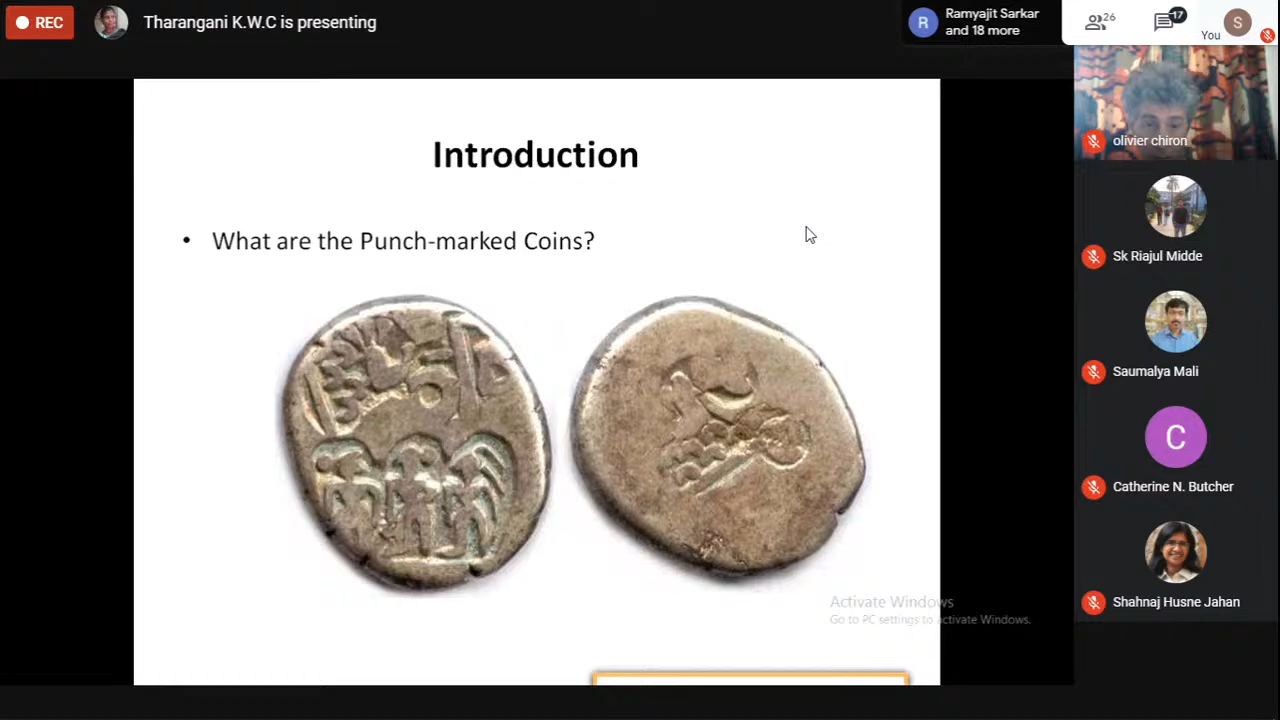 REC
Tharangani K.W.C is presenting
R
Ramyajit Sarkar
and 18 more
26
17
You
S
olivier chiron
Introduction
Sk Riajul Midde
• What are the Punch-marked Coins?
Saumalya Mali
C
Catherine N. Butcher
Shahnaj Husne Jahan
Activate Windows
Go to PC settings to activate Windows.